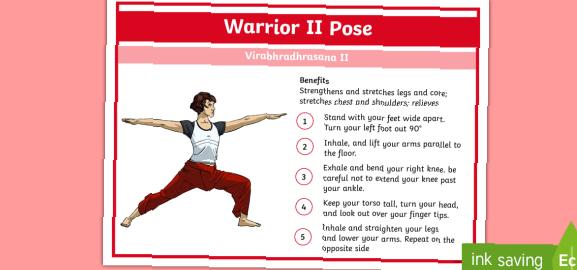 Warrior II Pose
Virabhradhrasana II
Benefits
Strengthens and stretches legs and core;
stretches chest and shoulders; relieves
1 Stand with your feet wide apart.
Turn your left foot out 90°
2 Inhale, and lift your arms parallel to
the floor.
3 Exhale and bend your right knee. be
careful not to extend your knee past
your ankle.
4 Keep your torso tall, turn your head,
and look out over your finger tips.
5 Inhale and straighten your legs
and lower your arms. Repeat on the
opposite side
ink saving
Ec